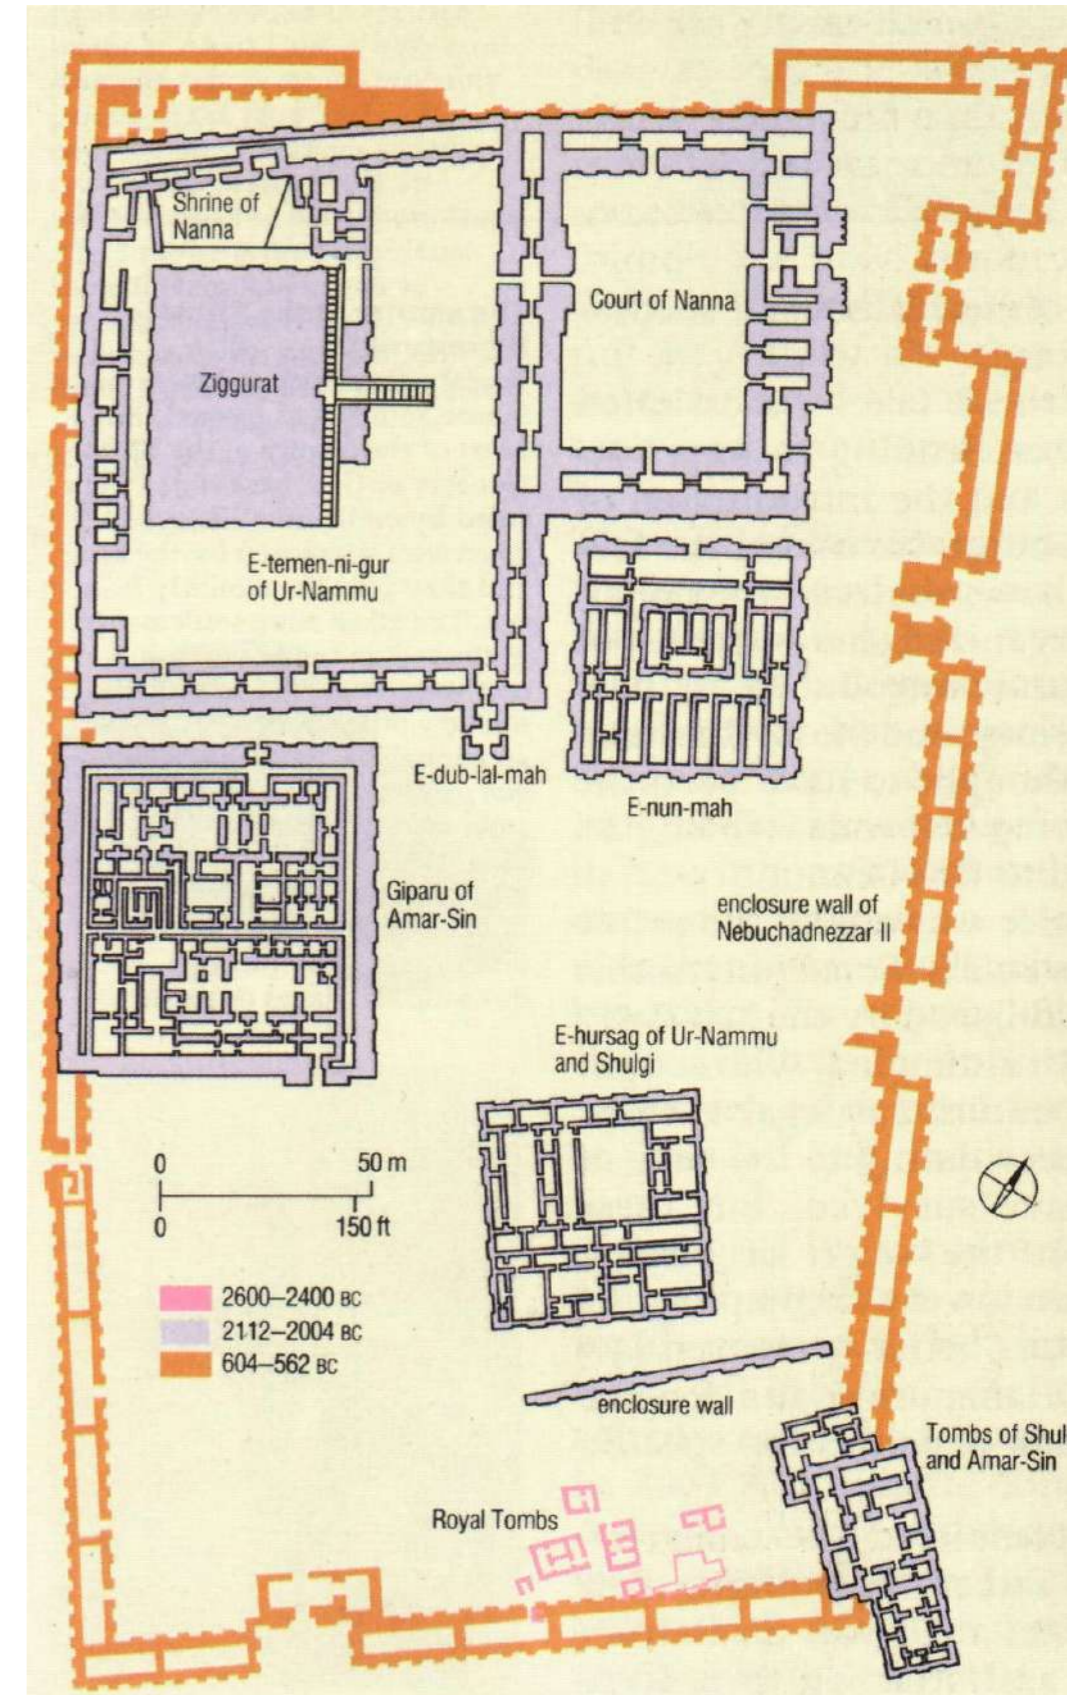 Shrine of
Nanna
Court of Nanna
Ziggurat
E-temen-ni-gur
of Ur-Nammu
E-dub-lal-mah
E-nun-mah
Giparu of
Amar-Sin
enclosure wall of
Nebuchadnezzar II
E-hursag of Ur-Nammu
and Shulgi
0 50 m
0 150 ft
2600–2400 BC
2112–2004 BC
604–562 BC
enclosure wall
Tombs of Shul
and Amar-Sin
Royal Tombs